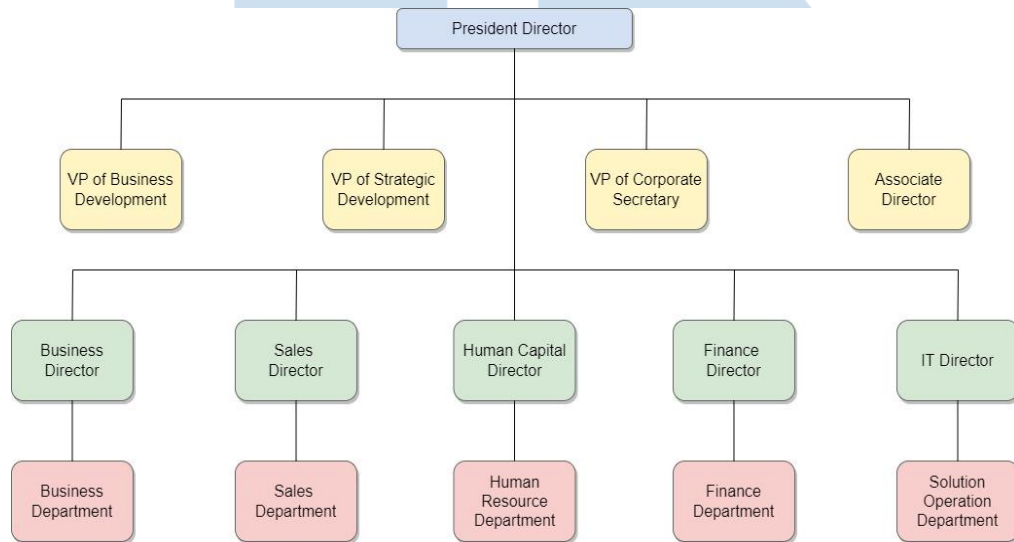 President Director
VP of Business
Development
VP of Strategic
Development
VP of Corporate
Secretary
Associate
Director
Business
Director
Sales
Director
Human Capital
Director
Finance
Director
IT Director
Business
Department
Sales
Department
Human
Resource
Department
Finance
Department
Solution
Operation
Department